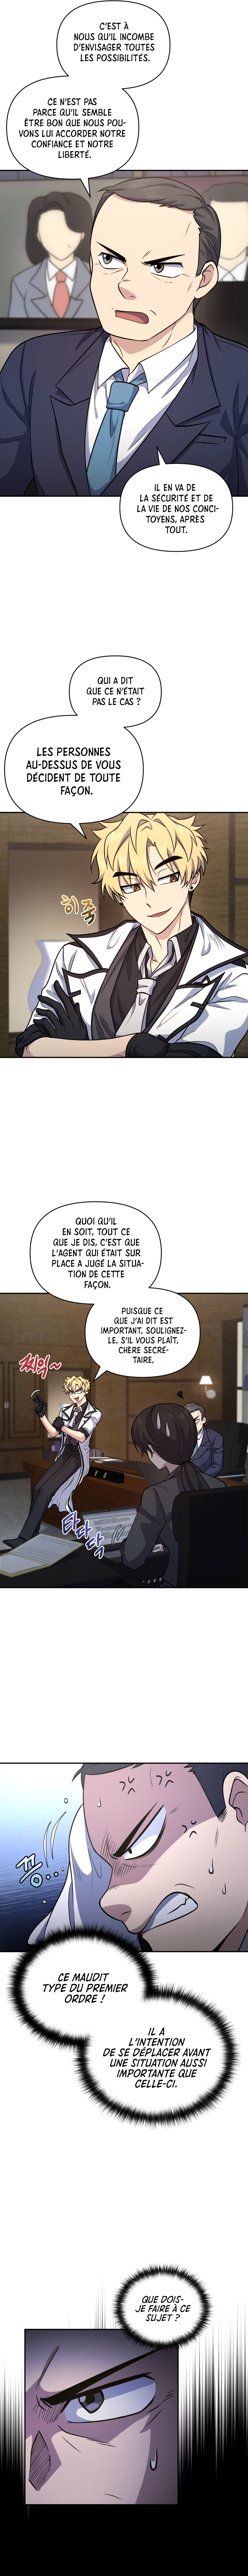 C'EST À
NOUS QU'IL INCOMBE
D'ENVISAGER TOUTES
LES POSSIBILITÉS.
CE N'EST PAS
PARCE QU'IL SEMBLE
ÊTRE BON QUE NOUS POU-
VONS LUI ACCORDER NOTRE
CONFIANCE ET NOTRE
LIBERTÉ.
IL EN VA DE
LA SÉCURITÉ ET DE
LA VIE DE NOS CONCI-
TOYENS, APRÈS
TOUT.
QUI A DIT
QUE CE N'ÉTAIT
PAS LE CAS ?
LES PERSONNES
AU-DESSUS DE VOUS
DÉCIDENT DE TOUTE
FAÇON.
히죽
QUOI QU'IL
EN SOIT, TOUT CE
QUE JE DIS, C'EST QUE
L'AGENT QUI ÉTAIT SUR
PLACE A JUGÉ LA SITUA-
TION DE CETTE
FAÇON.
PUISQUE CE
QUE J'AI DIT EST
IMPORTANT, SOULIGNEZ-
LE, S'IL VOUS PLAÎT,
CHÈRE SECRÉ-
TAIRE,
씨익~
타타타
끙...
CE MAUDIT
TYPE DU PREMIER
ORDRE !
IL A
L'INTENTION
DE SE DÉPLACER AVANT
UNE SITUATION AUSSI
IMPORTANTE QUE
CELLE-CI.
QUE DOIS-
JE FAIRE À CE
SUJET ?